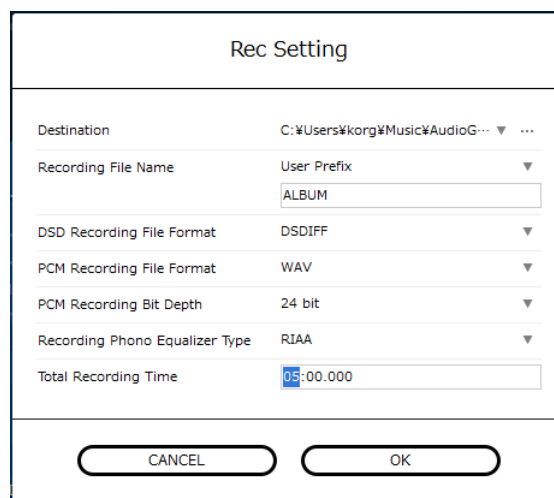 Rec Setting
Destination C:¥Users¥korg¥Music¥AudioG··· ▼ ···
Recording File Name User Prefix ▼
ALBUM
DSD Recording File Format DSDIFF ▼
PCM Recording File Format WAV ▼
PCM Recording Bit Depth 24 bit ▼
Recording Phono Equalizer Type RIAA ▼
Total Recording Time 05:00.000
CANCEL OK